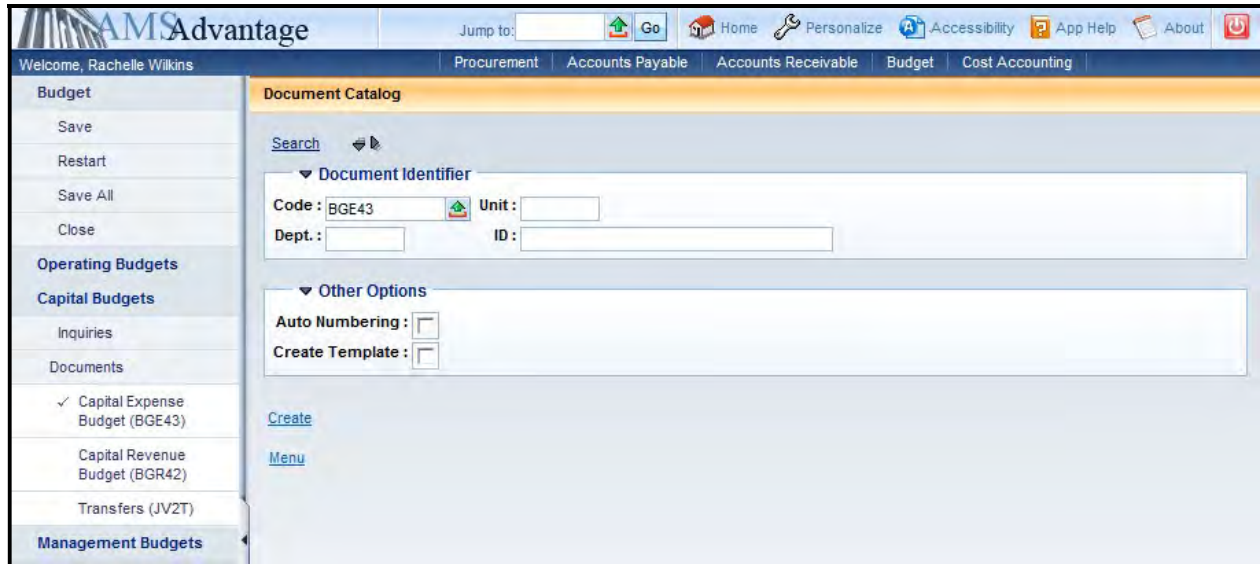 AMSAdvantage
Jump to: Go Home Personalize Accessibility App Help About
Welcome, Rachelle Wilkins
Procurement Accounts Payable Accounts Receivable Budget Cost Accounting
Budget
Save
Restart
Save All
Close
Operating Budgets
Capital Budgets
Inquiries
Documents
Capital Expense
Budget (BGE43)
Capital Revenue
Budget (BGR42)
Transfers (JV2T)
Management Budgets
Document Catalog
Search
Document Identifier
Code : BGE43 Unit :
Dept. : ID :
Other Options
Auto Numbering :
Create Template :
Create
Menu